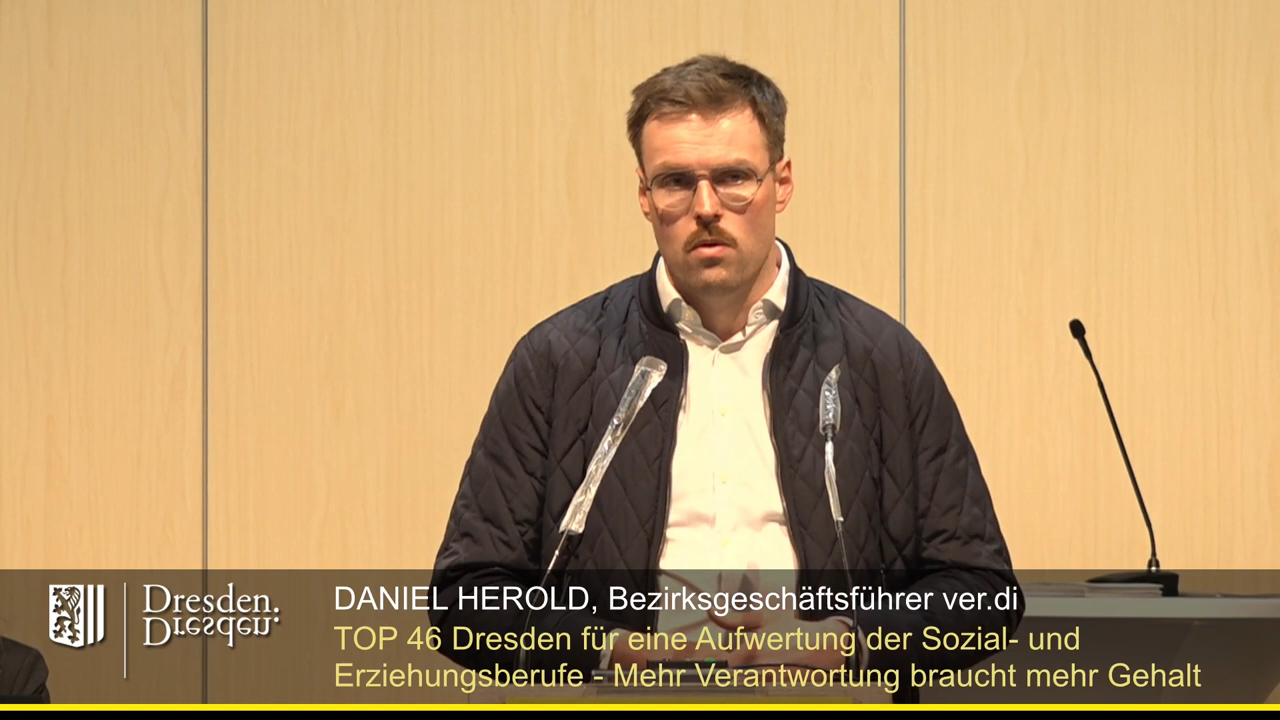 Dresden.
Dresden.
DANIEL HEROLD, Bezirksgeschäftsführer ver.di
TOP 46 Dresden für eine Aufwertung der Sozial- und
Erziehungsberufe - Mehr Verantwortung braucht mehr Gehalt